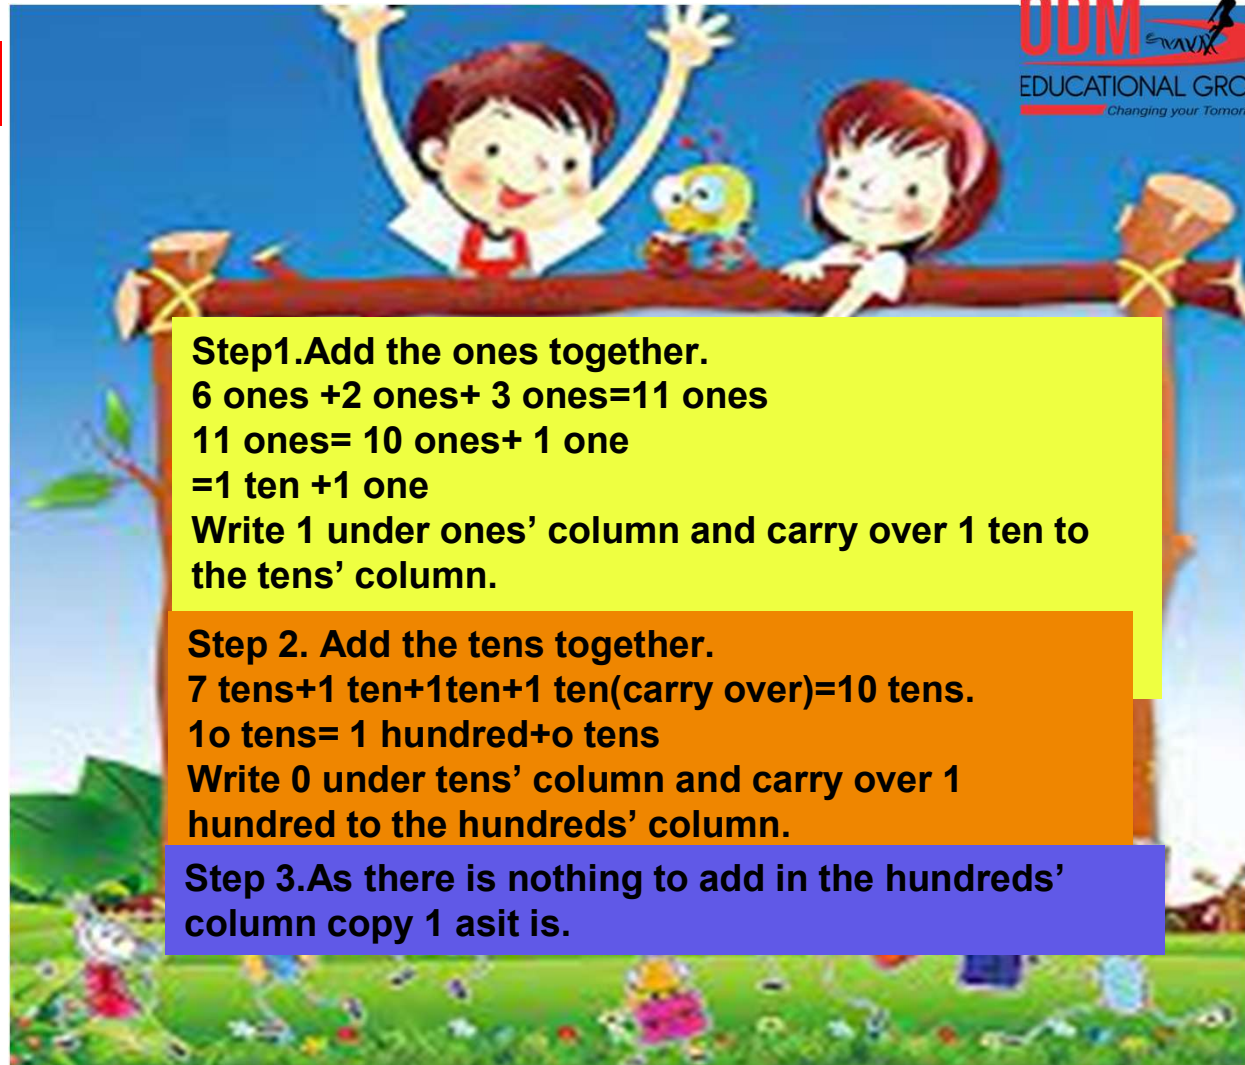 ODM
EDUCATIONAL GRO
Changing your Tomor
Step1.Add the ones together.
6 ones +2 ones+ 3 ones=11 ones
11 ones= 10 ones+ 1 one
=1 ten +1 one
Write 1 under ones’ column and carry over 1 ten to
the tens’ column.
Step 2. Add the tens together.
7 tens+1 ten+1ten+1 ten(carry over)=10 tens.
1o tens= 1 hundred+o tens
Write 0 under tens’ column and carry over 1
hundred to the hundreds’ column.
Step 3.As there is nothing to add in the hundreds’
column copy 1 asit is.